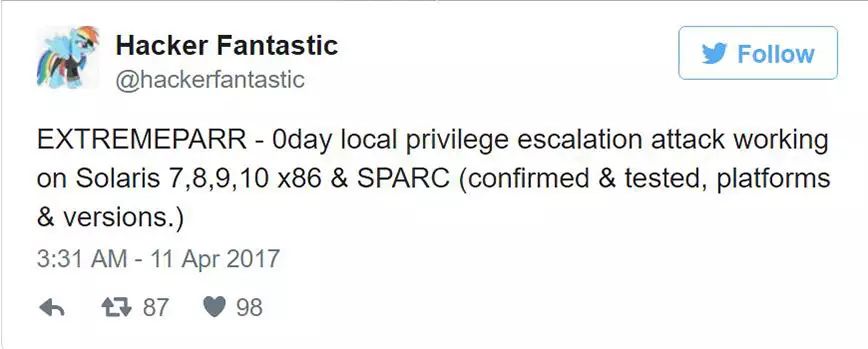 Hacker Fantastic
@hackerfantastic
Follow
EXTREMEPARR - 0day local privilege escalation attack working
on Solaris 7,8,9,10 x86 & SPARC (confirmed & tested, platforms
& versions.)
3:31 AM - 11 Apr 2017
87 98